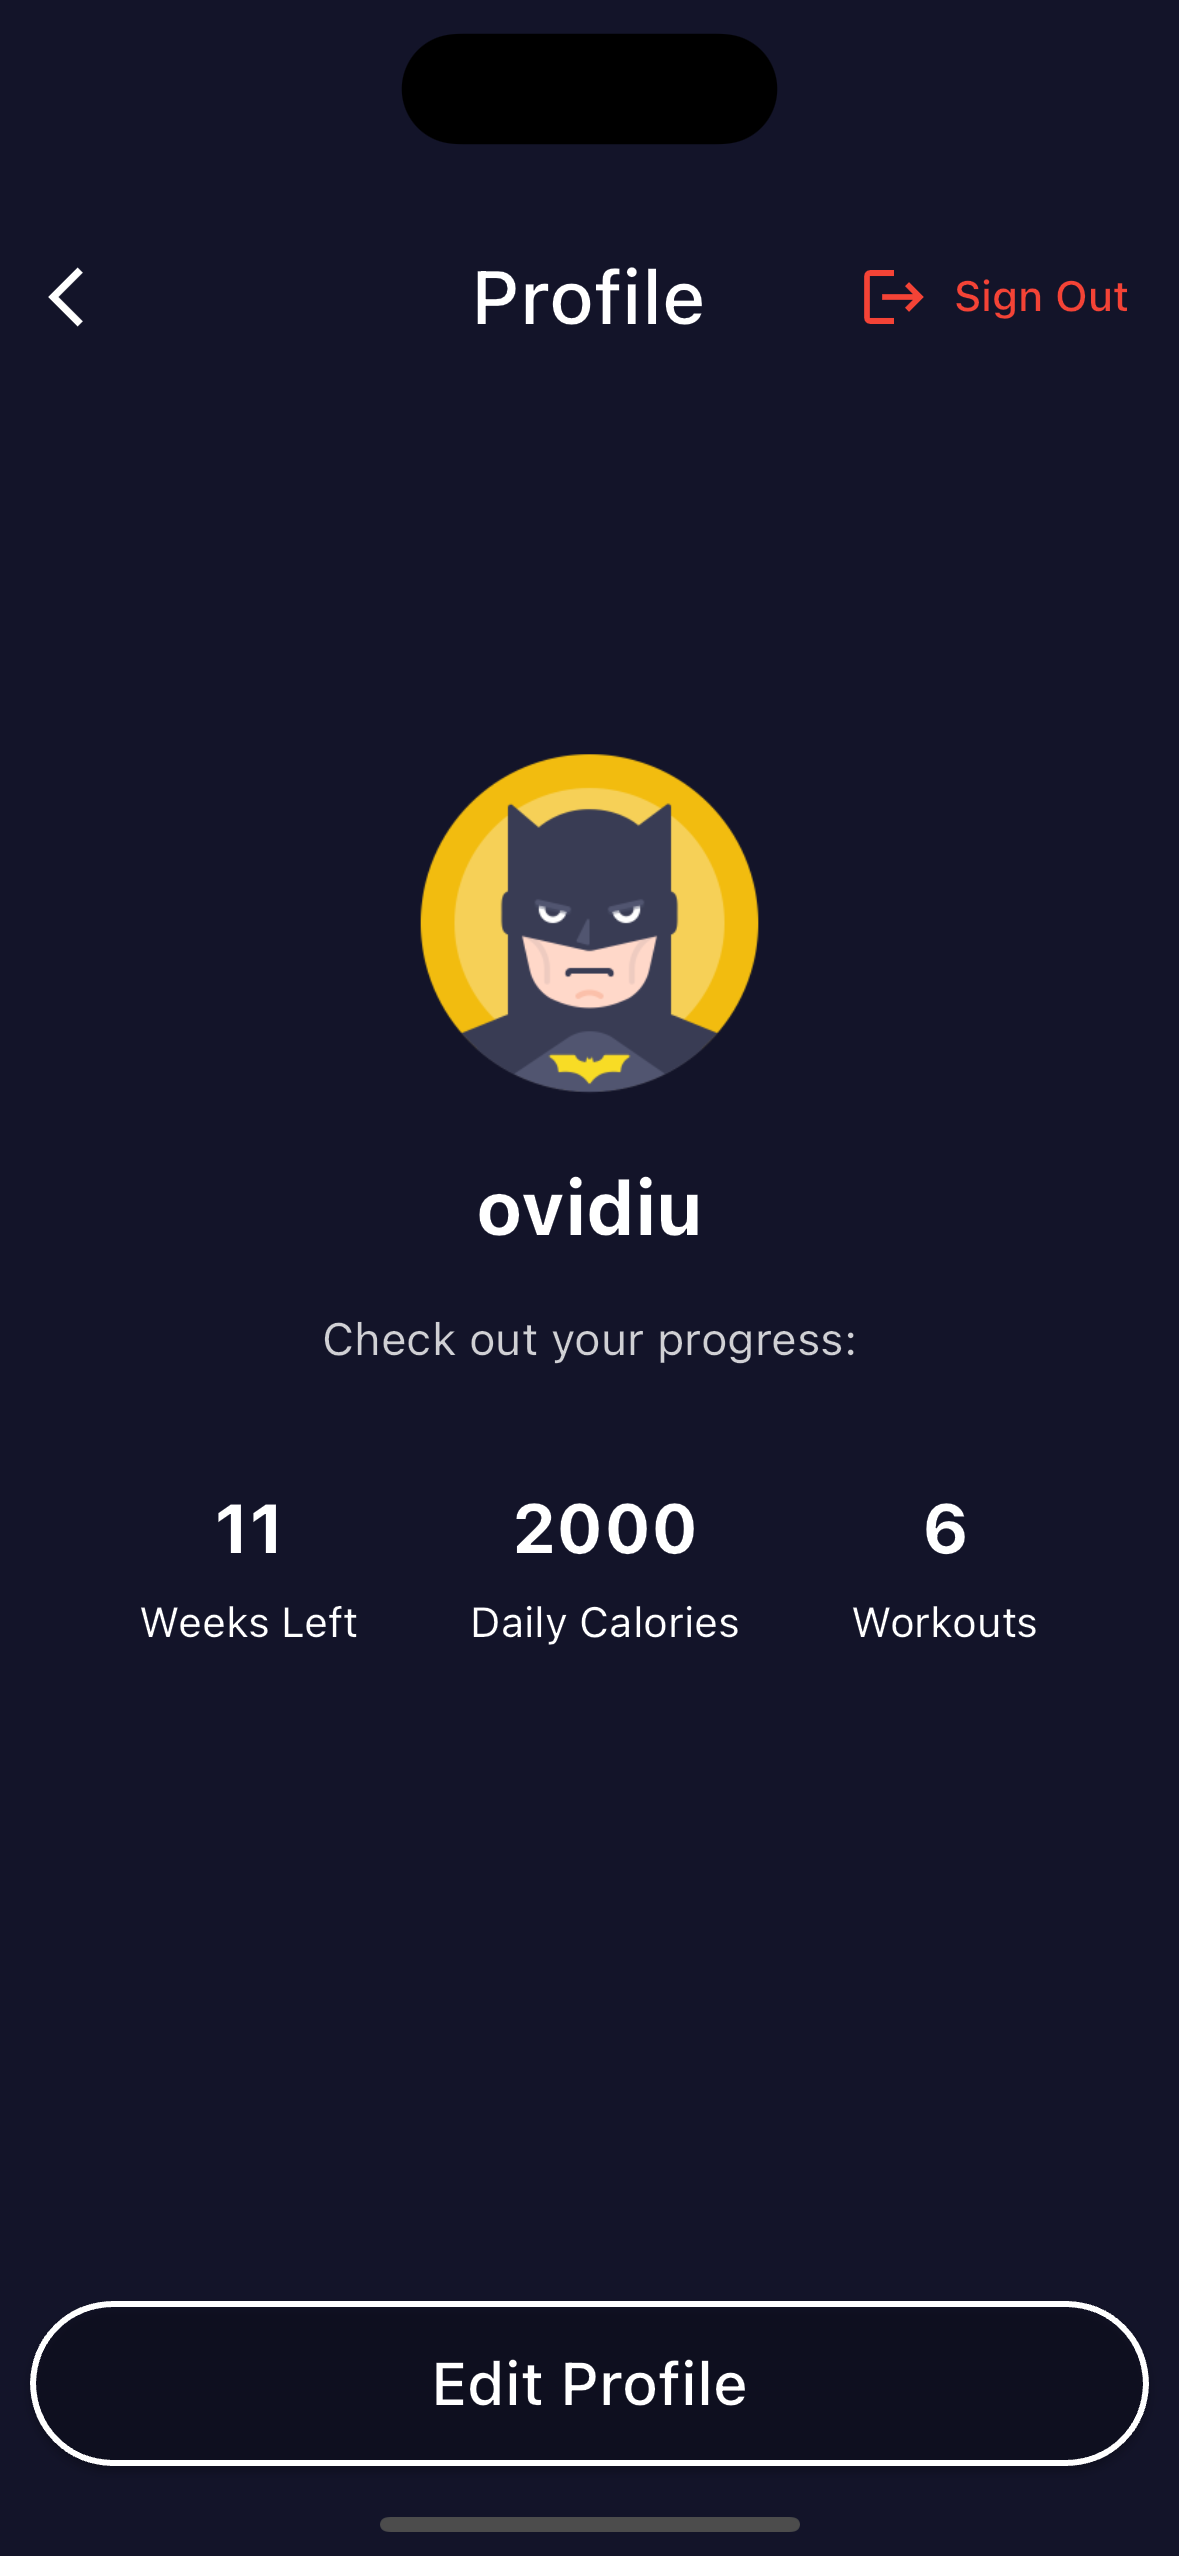 Profile
Sign Out
ovidiu
Check out your progress:
11 2000 6
Weeks Left Daily Calories Workouts
Edit Profile